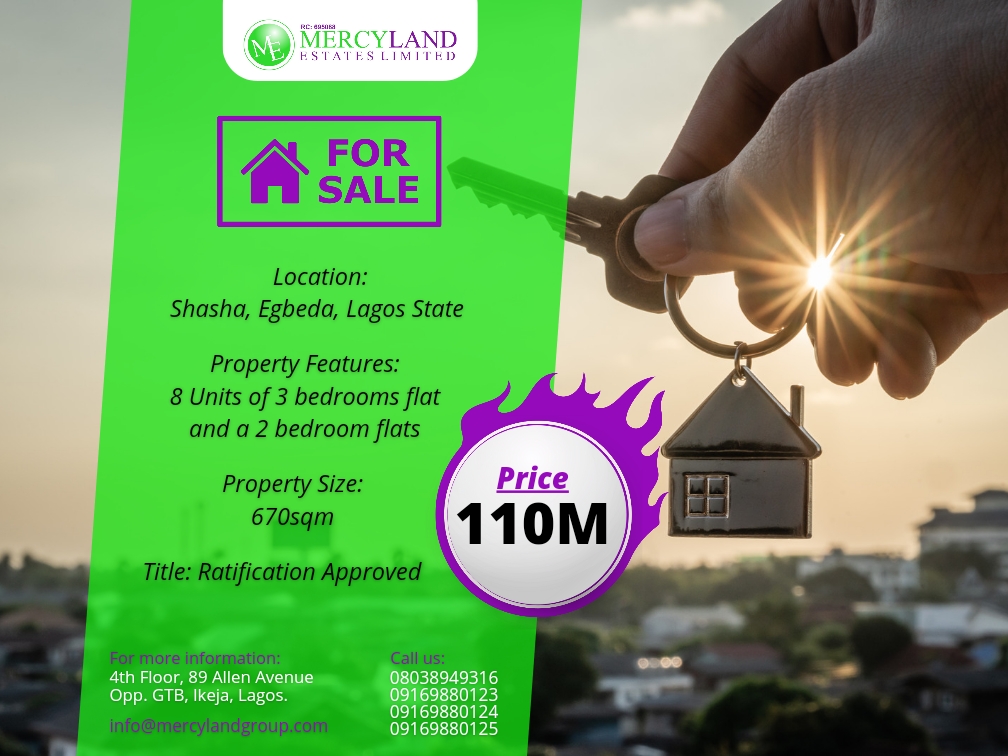 RC: 695068
ME
MERCYLAND
ESTATES LIMITED
FOR
SALE
Location:
Shasha, Egbeda, Lagos State
Property Features:
8 Units of 3 bedrooms flat
and a 2 bedroom flats
Property Size:
670sqm
Title: Ratification Approved
Price
110M
For more information:
4th Floor, 89 Allen Avenue
Opp. GTB, Ikeja, Lagos.
info@mercylandgroup.com
Call us:
08038949316
09169880123
09169880124
09169880125